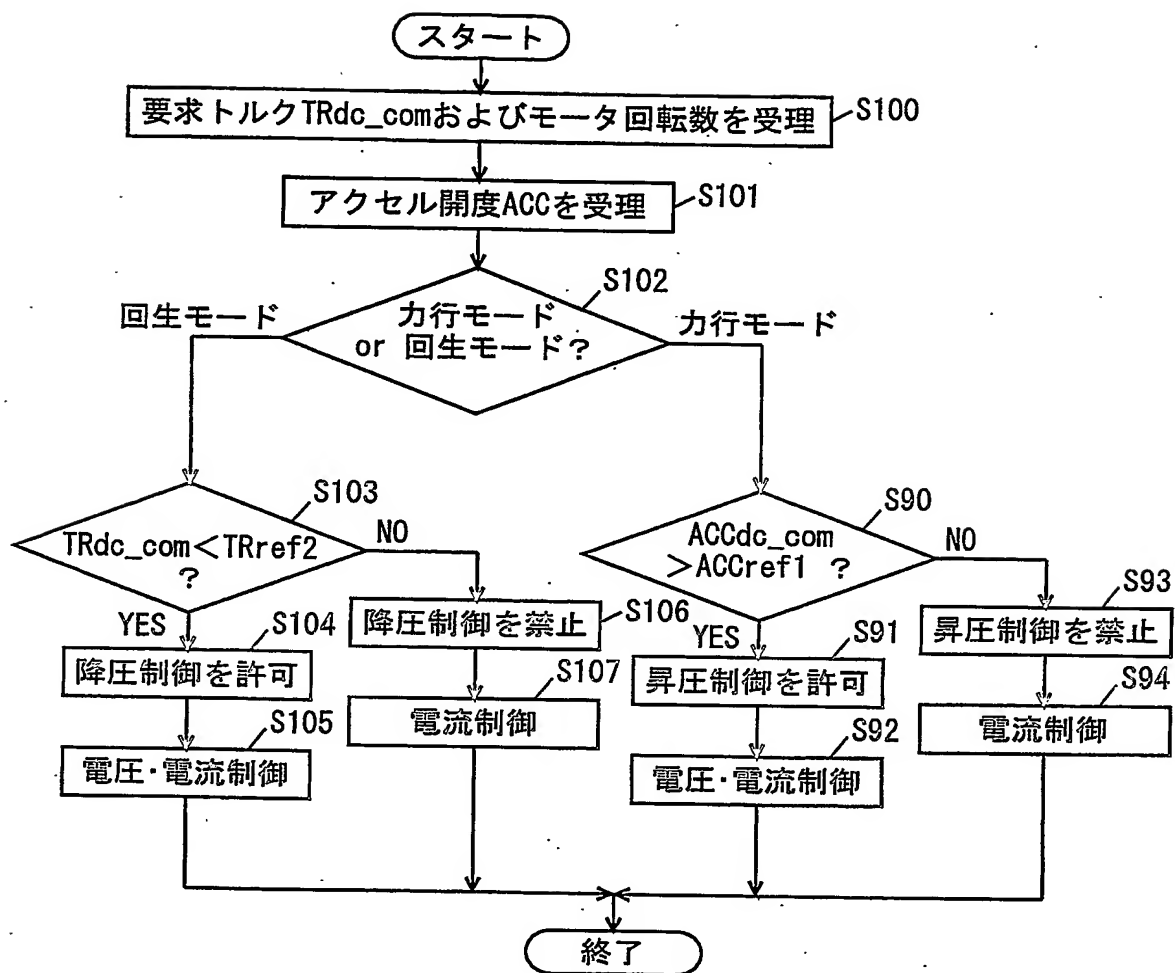 スタート
要求トルクTRdc_comおよびモータ回転数を受理
S100
アクセル開度ACCを受理
S101
S102
回生モード
力行モード
or 回生モード?
力行モード
S103
TRdc_com<TRref2
?
NO
YES
S104
降圧制御を許可
S105
電圧・電流制御
降圧制御を禁止
S106
S107
電流制御
S90
ACCdc_com
>ACCref1 ?
NO
YES
S91
昇圧制御を許可
S92
電圧・電流制御
S93
昇圧制御を禁止
S94
電流制御
終了